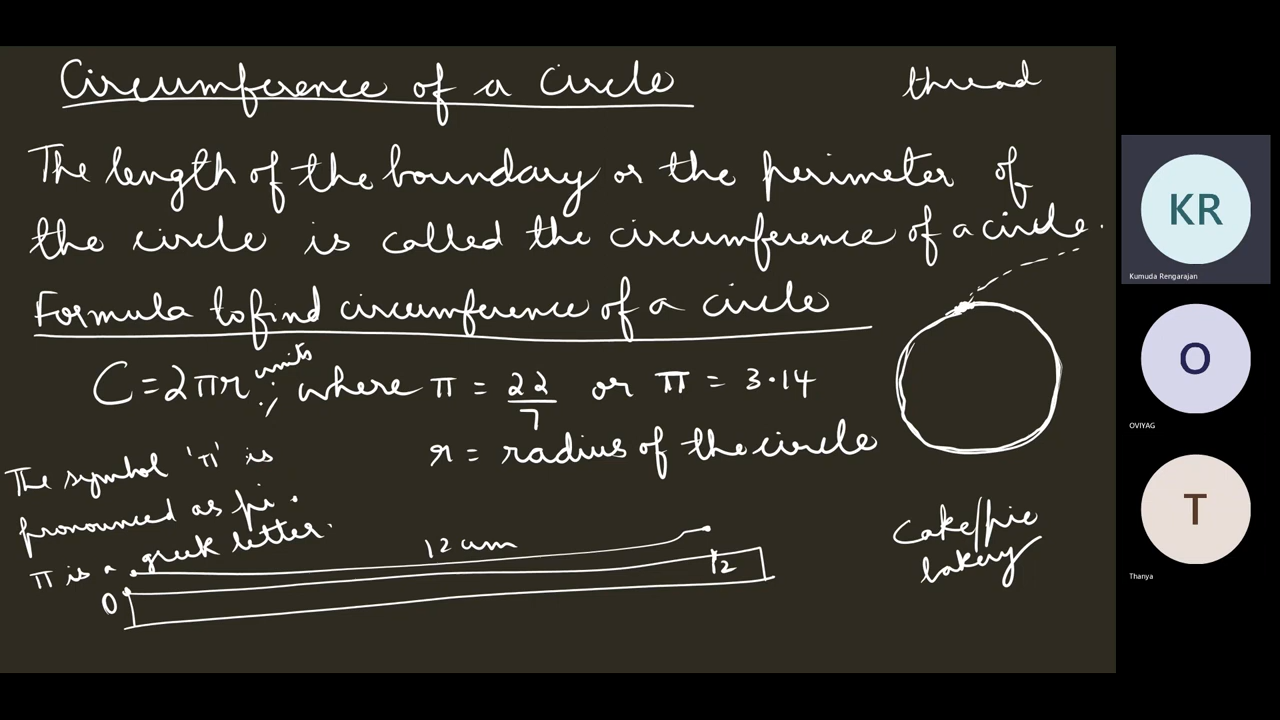 Circumference of a circle
thread
The length of the boundary or the perimeter of
the circle is called the circumference of a circle.
Formula to find circumference of a circle
C = 2πr units ; where π = 22/7 or π = 3.14
r = radius of the circle
The symbol 'π' is
pronounced as pi.
π is a greek letter.
12 cm
0
12
Cake/pie
bakery
KR
Kumuda Rengarajan
O
OVIYAG
T
Thanya